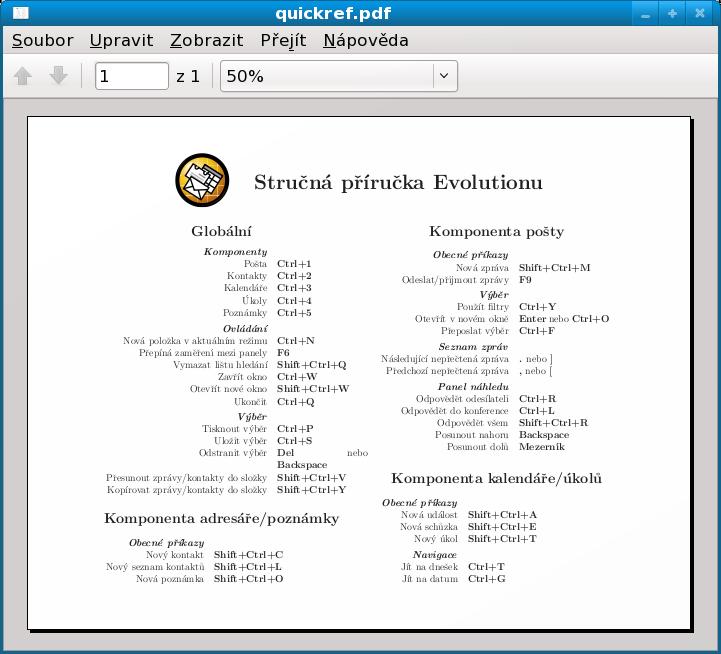 quickref.pdf
Soubor Upravit Zobrazit Přejít Nápověda
1 z 1 50%
Stručná příručka Evolutionu
Globální
Komponenty
Pošta Ctrl+1
Kontakty Ctrl+2
Kalendáře Ctrl+3
Úkoly Ctrl+4
Poznámky Ctrl+5
Ovládání
Nová položka v aktuálním režimu Ctrl+N
Přepíná zaměření mezi panely F6
Vymazat lištu hledání Shift+Ctrl+Q
Zavřít okno Ctrl+W
Otevřít nové okno Shift+Ctrl+W
Ukončit Ctrl+Q
Výběr
Tisknout výběr Ctrl+P
Uložit výběr Ctrl+S
Odstranit výběr Del nebo
Backspace
Přesunout zprávy/kontakty do složky Shift+Ctrl+V
Kopírovat zprávy/kontakty do složky Shift+Ctrl+Y
Komponenta adresáře/poznámky
Obecné příkazy
Nový kontakt Shift+Ctrl+C
Nový seznam kontaktů Shift+Ctrl+L
Nová poznámka Shift+Ctrl+O
Komponenta pošty
Obecné příkazy
Nová zpráva Shift+Ctrl+M
Odeslat/přijmout zprávy F9
Výběr
Použít filtry Ctrl+Y
Otevřít v novém okně Enter nebo Ctrl+O
Přeposlat výběr Ctrl+F
Seznam zpráv
Následující nepřečtená zpráva . nebo ]
Předchozí nepřečtená zpráva , nebo [
Panel náhledu
Odpovědět odesílateli Ctrl+R
Odpovědět do konference Ctrl+L
Odpovědět všem Shift+Ctrl+R
Posunout nahoru Backspace
Posunout dolů Mezerník
Komponenta kalendáře/úkolů
Obecné příkazy
Nová událost Shift+Ctrl+A
Nová schůzka Shift+Ctrl+E
Nový úkol Shift+Ctrl+T
Navigace
Jít na dnešek Ctrl+T
Jít na datum Ctrl+G